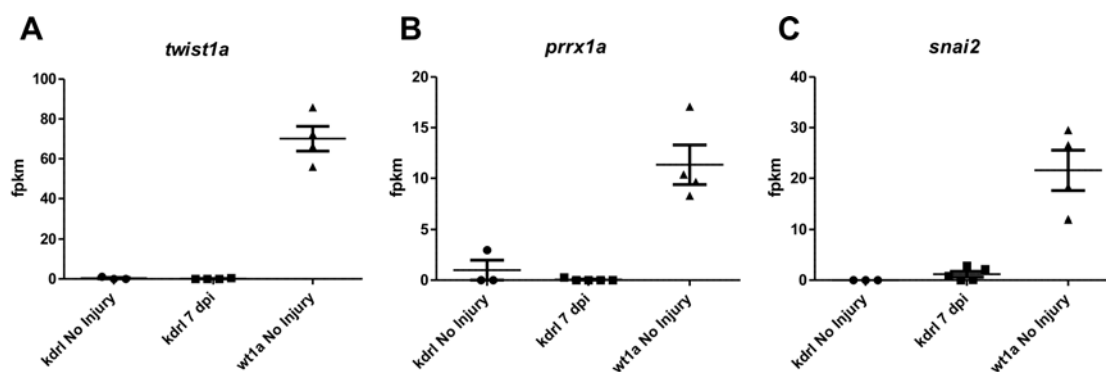 A
twist1a
fpkm
100
80
60
40
20
0
kdrl No Injury
kdrl 7 dpi
wt1a No Injury
B
prrx1a
fpkm
20
15
10
5
0
kdrl No Injury
kdrl 7 dpi
wt1a No Injury
C
snai2
fpkm
40
30
20
10
0
kdrl No Injury
kdrl 7 dpi
wt1a No Injury